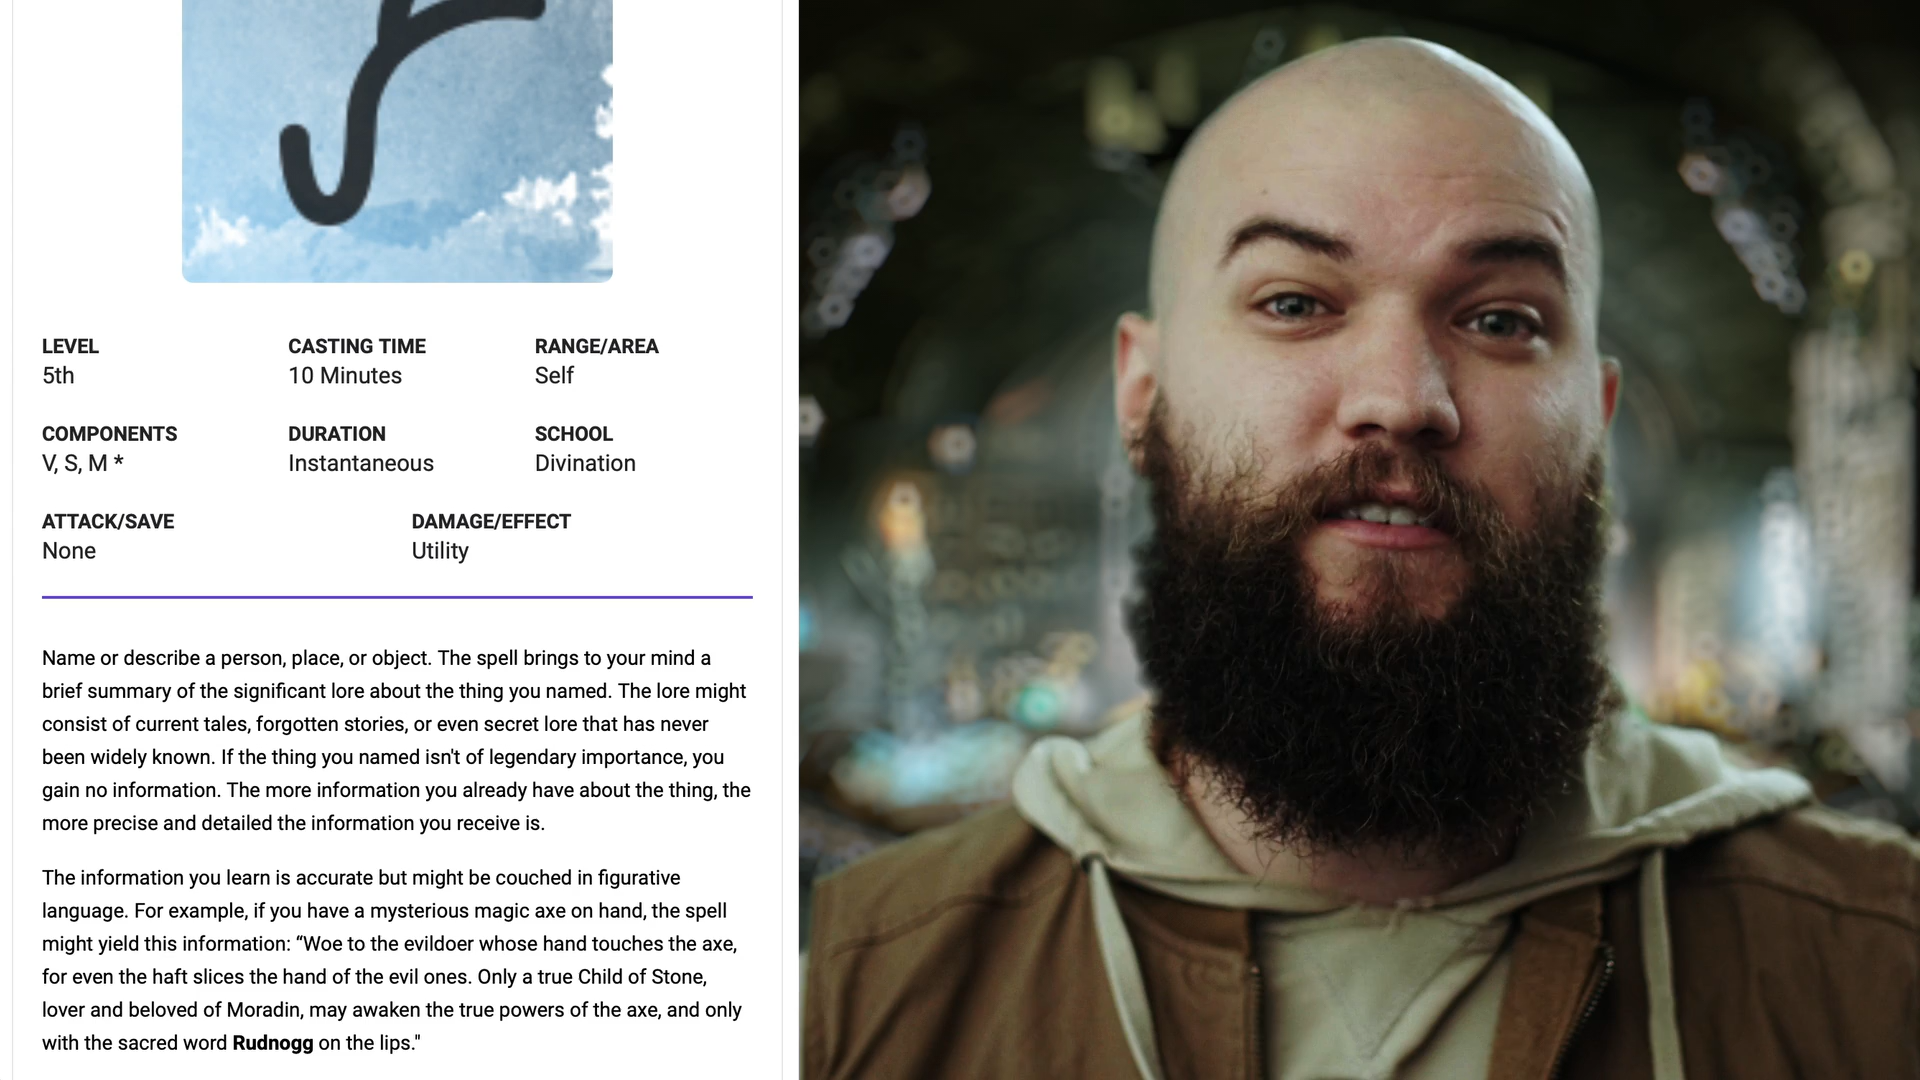 LEVEL
5th
CASTING TIME
10 Minutes
RANGE/AREA
Self
COMPONENTS
V, S, M *
DURATION
Instantaneous
SCHOOL
Divination
ATTACK/SAVE
None
DAMAGE/EFFECT
Utility
Name or describe a person, place, or object. The spell brings to your mind a
brief summary of the significant lore about the thing you named. The lore might
consist of current tales, forgotten stories, or even secret lore that has never
been widely known. If the thing you named isn't of legendary importance, you
gain no information. The more information you already have about the thing, the
more precise and detailed the information you receive is.
The information you learn is accurate but might be couched in figurative
language. For example, if you have a mysterious magic axe on hand, the spell
might yield this information: “Woe to the evildoer whose hand touches the axe,
for even the haft slices the hand of the evil ones. Only a true Child of Stone,
lover and beloved of Moradin, may awaken the true powers of the axe, and only
with the sacred word Rudnogg on the lips."